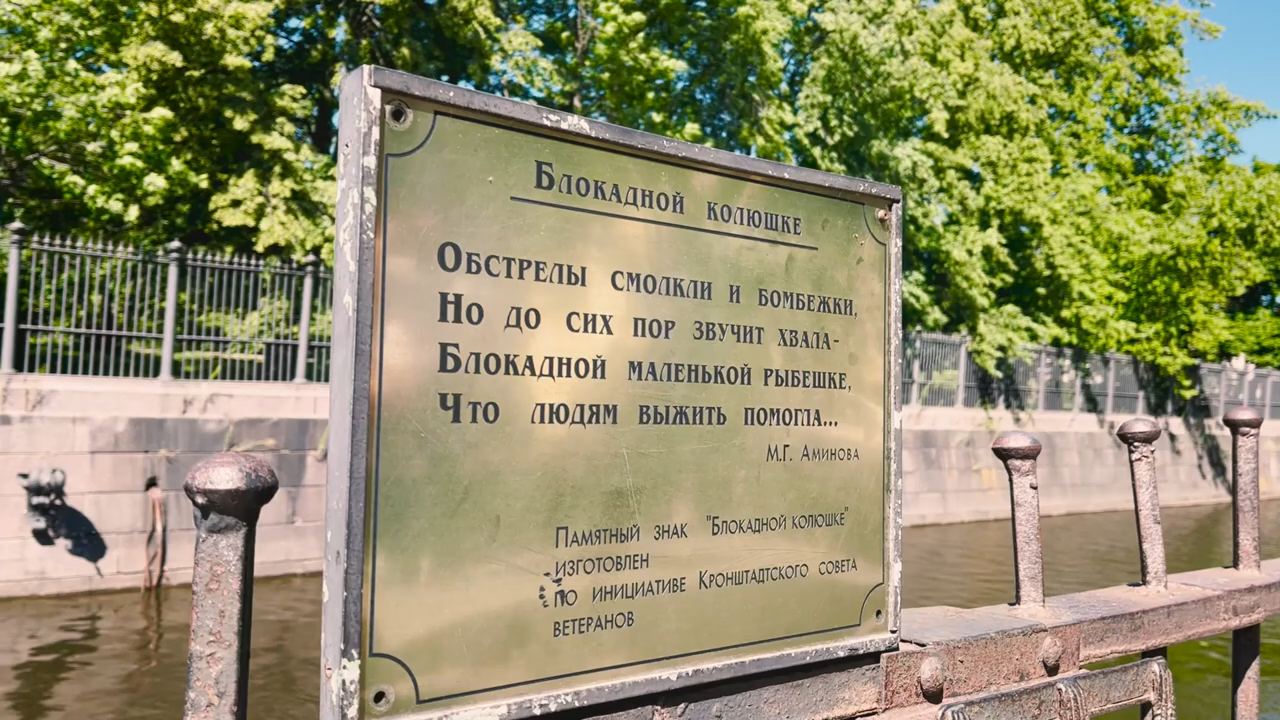 Блокадной колюшке
Обстрелы смолкли и бомбежки,
Но до сих пор звучит хвала-
Блокадной маленькой рыбешке,
Что людям выжить помогла...
М.Г. Аминова
Памятный знак "Блокадной колюшке"
изготовлен
по инициативе Кронштадтского совета
ветеранов